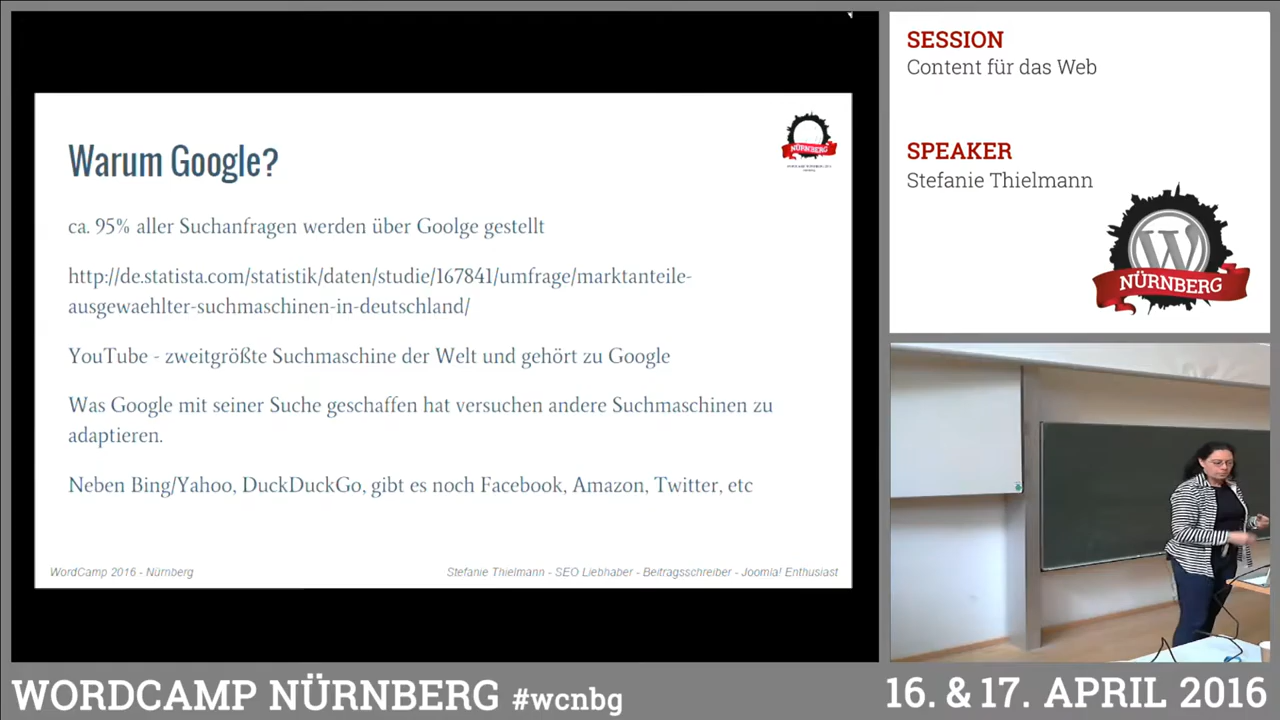 Warum Google?
ca. 95% aller Suchanfragen werden über Goolge gestellt
http://de.statista.com/statistik/daten/studie/167841/umfrage/marktanteile-
ausgewaehlter-suchmaschinen-in-deutschland/
YouTube - zweitgrößte Suchmaschine der Welt und gehört zu Google
Was Google mit seiner Suche geschaffen hat versuchen andere Suchmaschinen zu
adaptieren.
Neben Bing/Yahoo, DuckDuckGo, gibt es noch Facebook, Amazon, Twitter, etc
WordCamp 2016 - Nürnberg
Stefanie Thielmann - SEO Liebhaber - Beitragsschreiber - Joomla! Enthusiast
NÜRNBERG
SESSION
Content für das Web
SPEAKER
Stefanie Thielmann
W
NÜRNBERG
WORDCAMP NÜRNBERG #wcnbg
16. & 17. APRIL 2016